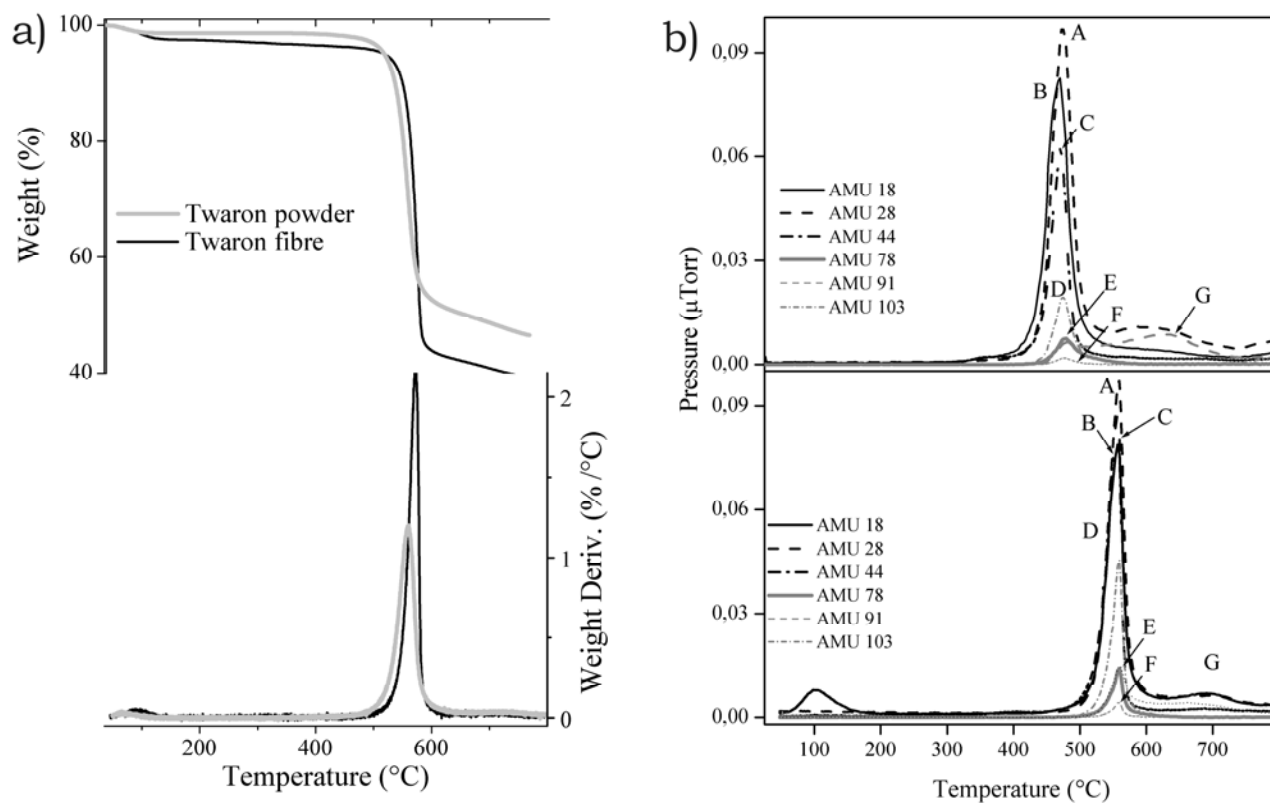 a)
100
80
60
40
Weight (%)
Twaron powder
Twaron fibre
2
1
0
Weight Deriv. (% /°C)
200
400
600
Temperature (°C)
b)
0,09
0,06
0,03
0,00
A
B
C
D
E
F
G
AMU 18
AMU 28
AMU 44
AMU 78
AMU 91
AMU 103
Pressure (μTorr)
0,09
0,06
0,03
0,00
A
B
C
D
E
F
G
AMU 18
AMU 28
AMU 44
AMU 78
AMU 91
AMU 103
100
200
300
400
500
600
700
Temperature (°C)